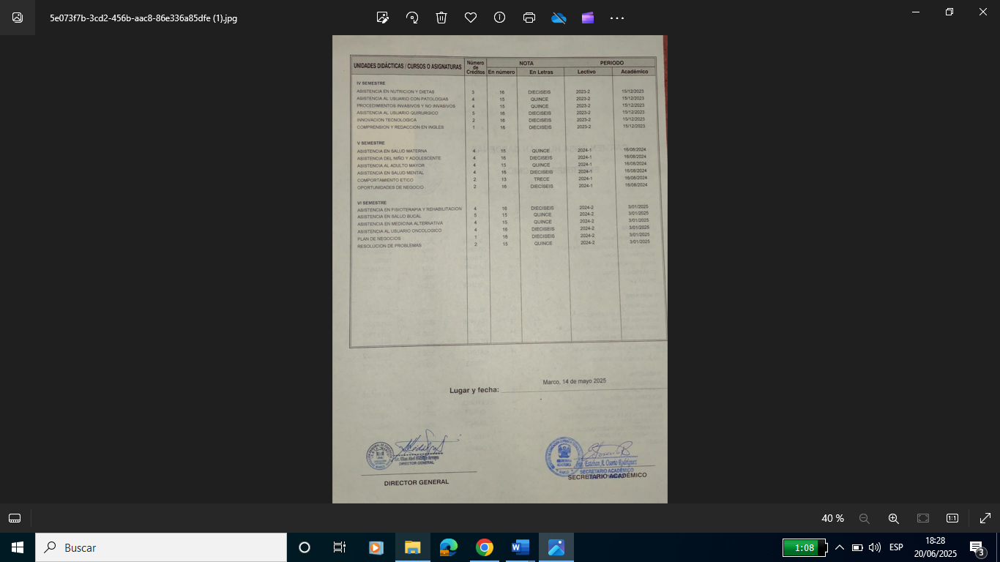 5e073f7b-3cd2-456b-aac8-86e336a85dfe (1).jpg
UNIDADES DIDÁCTICAS / CURSOS O ASIGNATURAS Número de Créditos NOTA PERIODO
En número En Letras Lectivo Académico
IV SEMESTRE
ASISTENCIA EN NUTRICION Y DIETAS 3 16 DIECISEIS 2023-2 15/12/2023
ASISTENCIA AL USUARIO CON PATOLOGIAS 4 15 QUINCE 2023-2 15/12/2023
PROCEDIMIENTOS INVASIVOS Y NO INVASIVOS 4 15 QUINCE 2023-2 15/12/2023
ASISTENCIA AL USUARIO QUIRURGICO 5 16 DIECISEIS 2023-2 15/12/2023
INNOVACION TECNOLOGICA 2 16 DIECISEIS 2023-2 15/12/2023
COMPRENSION Y REDACCION EN INGLES 1 16 DIECISEIS 2023-2 15/12/2023
V SEMESTRE
ASISTENCIA EN SALUD MATERNA 4 15 QUINCE 2024-1 16/08/2024
ASISTENCIA DEL NIÑO Y ADOLESCENTE 4 16 DIECISEIS 2024-1 16/08/2024
ASISTENCIA AL ADULTO MAYOR 4 15 QUINCE 2024-1 16/08/2024
ASISTENCIA EN SALUD MENTAL 4 16 DIECISEIS 2024-1 16/08/2024
COMPORTAMIENTO ETICO 2 13 TRECE 2024-1 16/08/2024
OPORTUNIDADES DE NEGOCIO 2 16 DIECISEIS 2024-1 16/08/2024
VI SEMESTRE
ASISTENCIA EN FISIOTERAPIA Y REHABILITACION 4 16 DIECISEIS 2024-2 3/01/2025
ASISTENCIA EN SALUD BUCAL 5 15 QUINCE 2024-2 3/01/2025
ASISTENCIA EN MEDICINA ALTERNATIVA 4 15 QUINCE 2024-2 3/01/2025
ASISTENCIA AL USUARIO ONCOLOGICO 4 16 DIECISEIS 2024-2 3/01/2025
PLAN DE NEGOCIOS 1 16 DIECISEIS 2024-2 3/01/2025
RESOLUCION DE PROBLEMAS 2 15 QUINCE 2024-2 3/01/2025
Lugar y fecha: Marco, 14 de mayo 2025
DIRECTOR GENERAL
DIRECTOR GENERAL
SECRETARIO ACADÉMICO
SECRETARIO ACADÉMICO
40 %
1:1
Buscar
1:08
ESP
18:28
20/06/2025
3